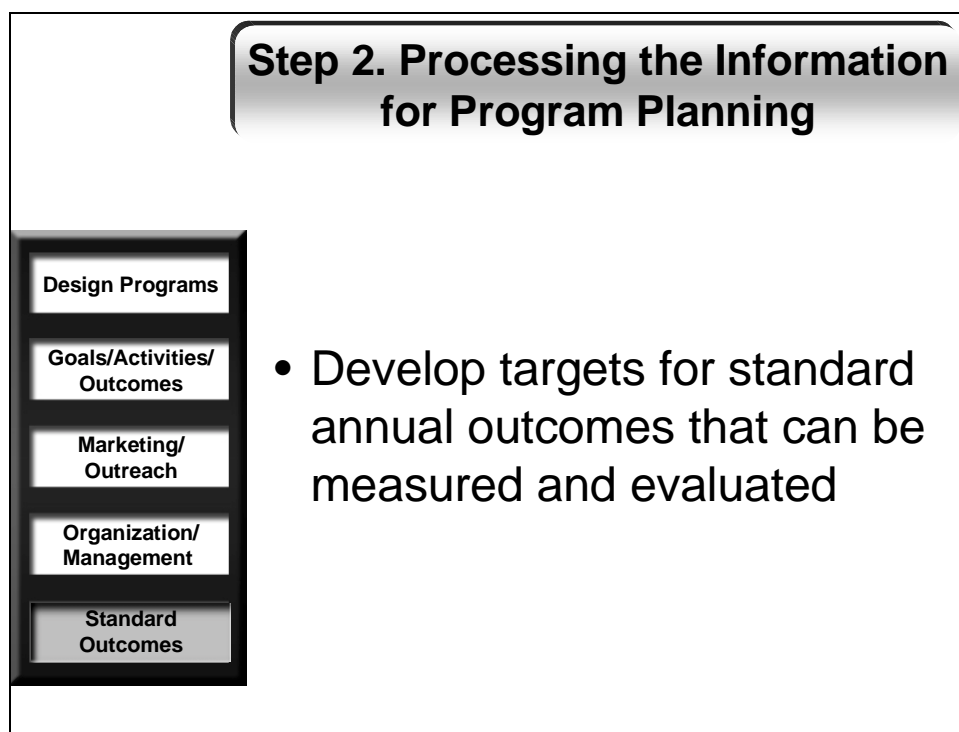 Step 2. Processing the Information
for Program Planning
Design Programs
Goals/Activities/
Outcomes
Marketing/
Outreach
Organization/
Management
Standard
Outcomes
• Develop targets for standard
annual outcomes that can be
measured and evaluated